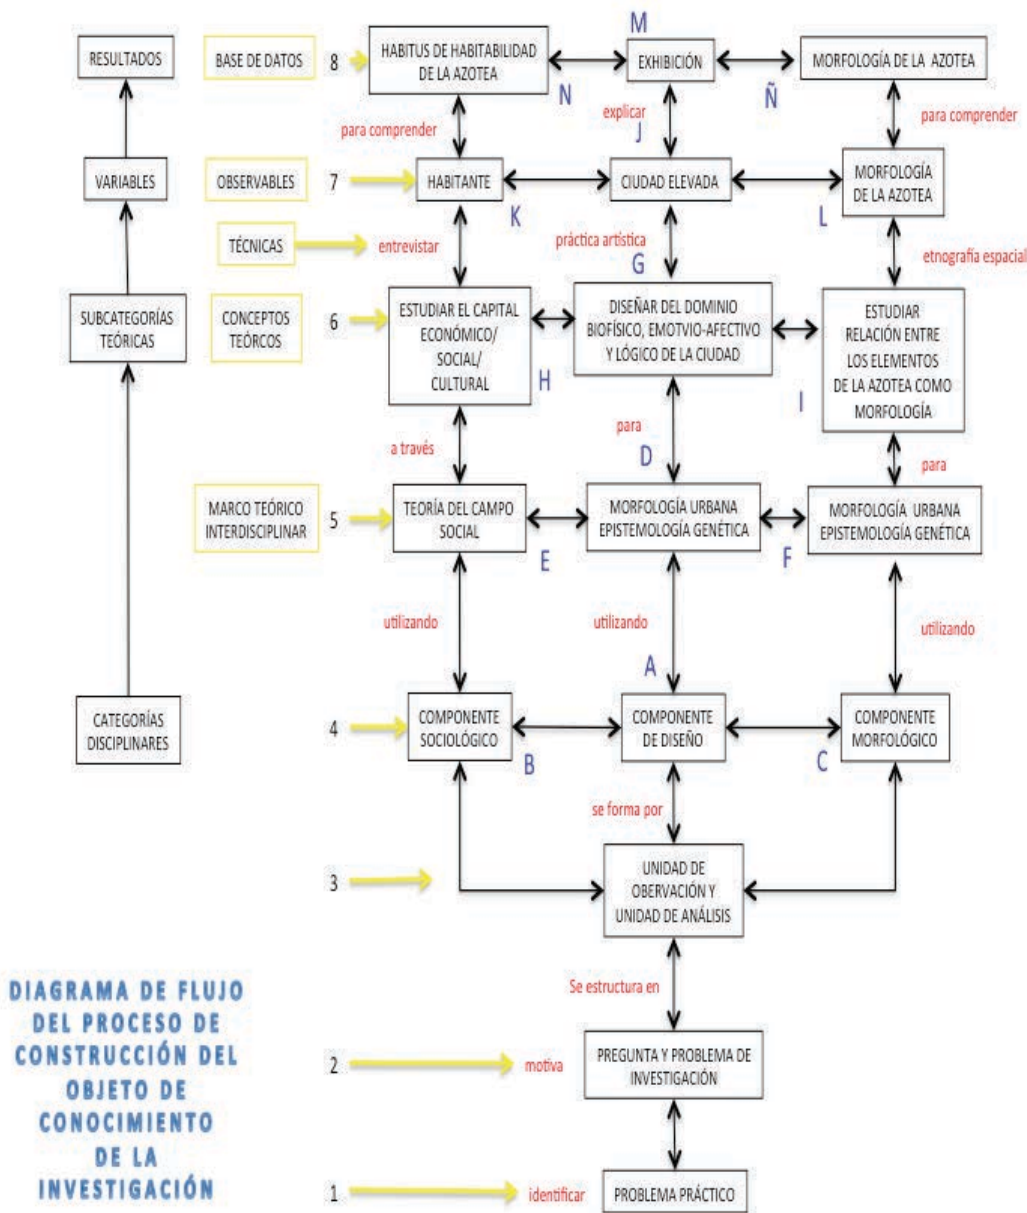 RESULTADOS
BASE DE DATOS
8
HABITUS DE HABITABILIDAD
DE LA AZOTEA
M
EXHIBICIÓN
MORFOLOGÍA DE LA AZOTEA
N
Ñ
para comprender
explicar
J
para comprender
VARIABLES
OBSERVABLES
7
HABITANTE
CIUDAD ELEVADA
MORFOLOGÍA
DE LA AZOTEA
K
L
TÉCNICAS
entrevistar
práctica artística
G
etnografía espacial
SUBCATEGORÍAS
TEÓRICAS
CONCEPTOS
TEÓRCOS
6
ESTUDIAR EL CAPITAL
ECONÓMICO/
SOCIAL/
CULTURAL
H
DISEÑAR DEL DOMINIO
BIOFÍSICO, EMOTVIO-AFECTIVO
Y LÓGICO DE LA CIUDAD
I
ESTUDIAR
RELACIÓN ENTRE
LOS ELEMENTOS
DE LA AZOTEA COMO
MORFOLOGÍA
a través
para
D
para
MARCO TEÓRICO
INTERDISCIPLINAR
5
TEORÍA DEL CAMPO
SOCIAL
E
MORFOLOGÍA URBANA
EPISTEMOLOGÍA GENÉTICA
F
MORFOLOGÍA URBANA
EPISTEMOLOGÍA GENÉTICA
utilizando
utilizando
utilizando
A
CATEGORÍAS
DISCIPLINARES
4
COMPONENTE
SOCIOLÓGICO
B
COMPONENTE
DE DISEÑO
C
COMPONENTE
MORFOLÓGICO
se forma por
3
UNIDAD DE
OBERVACIÓN Y
UNIDAD DE ANÁLISIS
Se estructura en
2
motiva
PREGUNTA Y PROBLEMA DE
INVESTIGACIÓN
1
identificar
PROBLEMA PRÁCTICO
DIAGRAMA DE FLUJO
DEL PROCESO DE
CONSTRUCCIÓN DEL
OBJETO DE
CONOCIMIENTO
DE LA
INVESTIGACIÓN